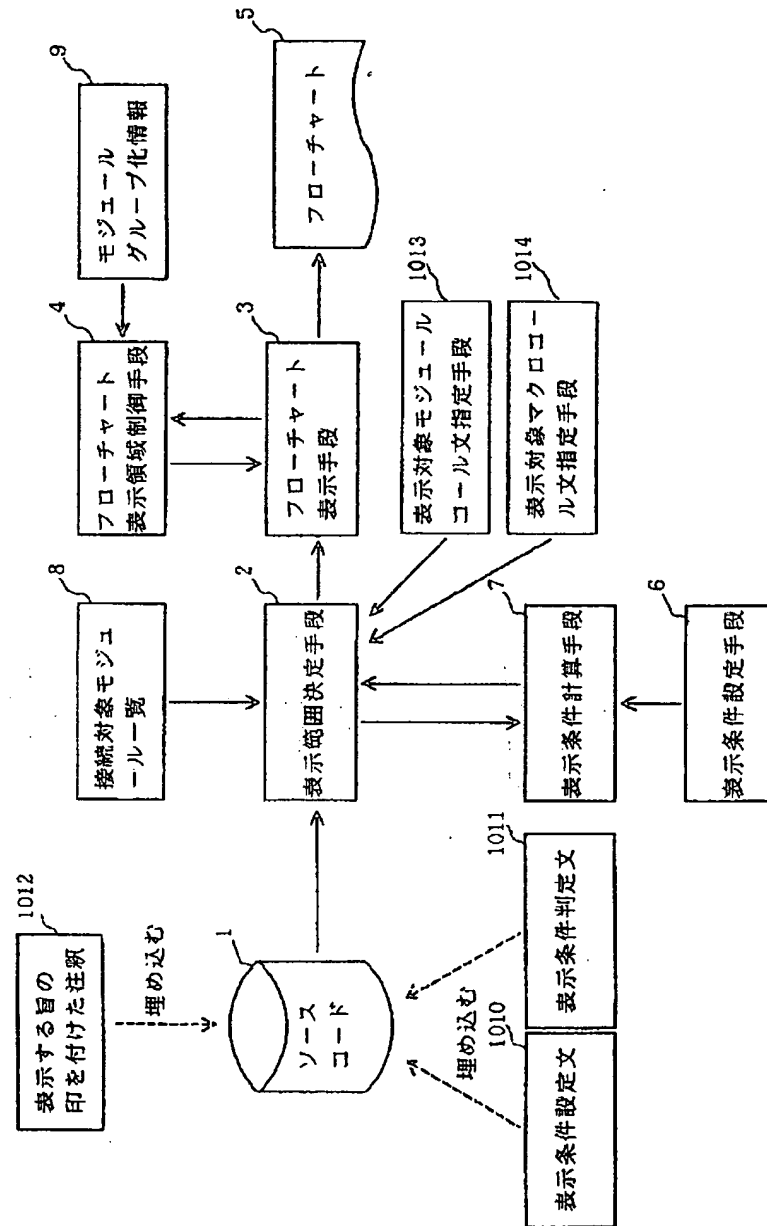 1012
表示する旨の
印を付けた注釈
埋め込む
1
ソース
コード
埋め込む
1010
表示条件設定文
1011
表示条件判定文
8
接続対象モジュ
ール一覧
2
表示範囲決定手段
7
表示条件計算手段
6
表示条件設定手段
4
フローチャート
表示領域制御手段
3
フローチャート
表示手段
1013
表示対象モジュール
コール文指定手段
1014
表示対象マクロコー
ル文指定手段
9
モジュール
グループ化情報
5
フローチャート